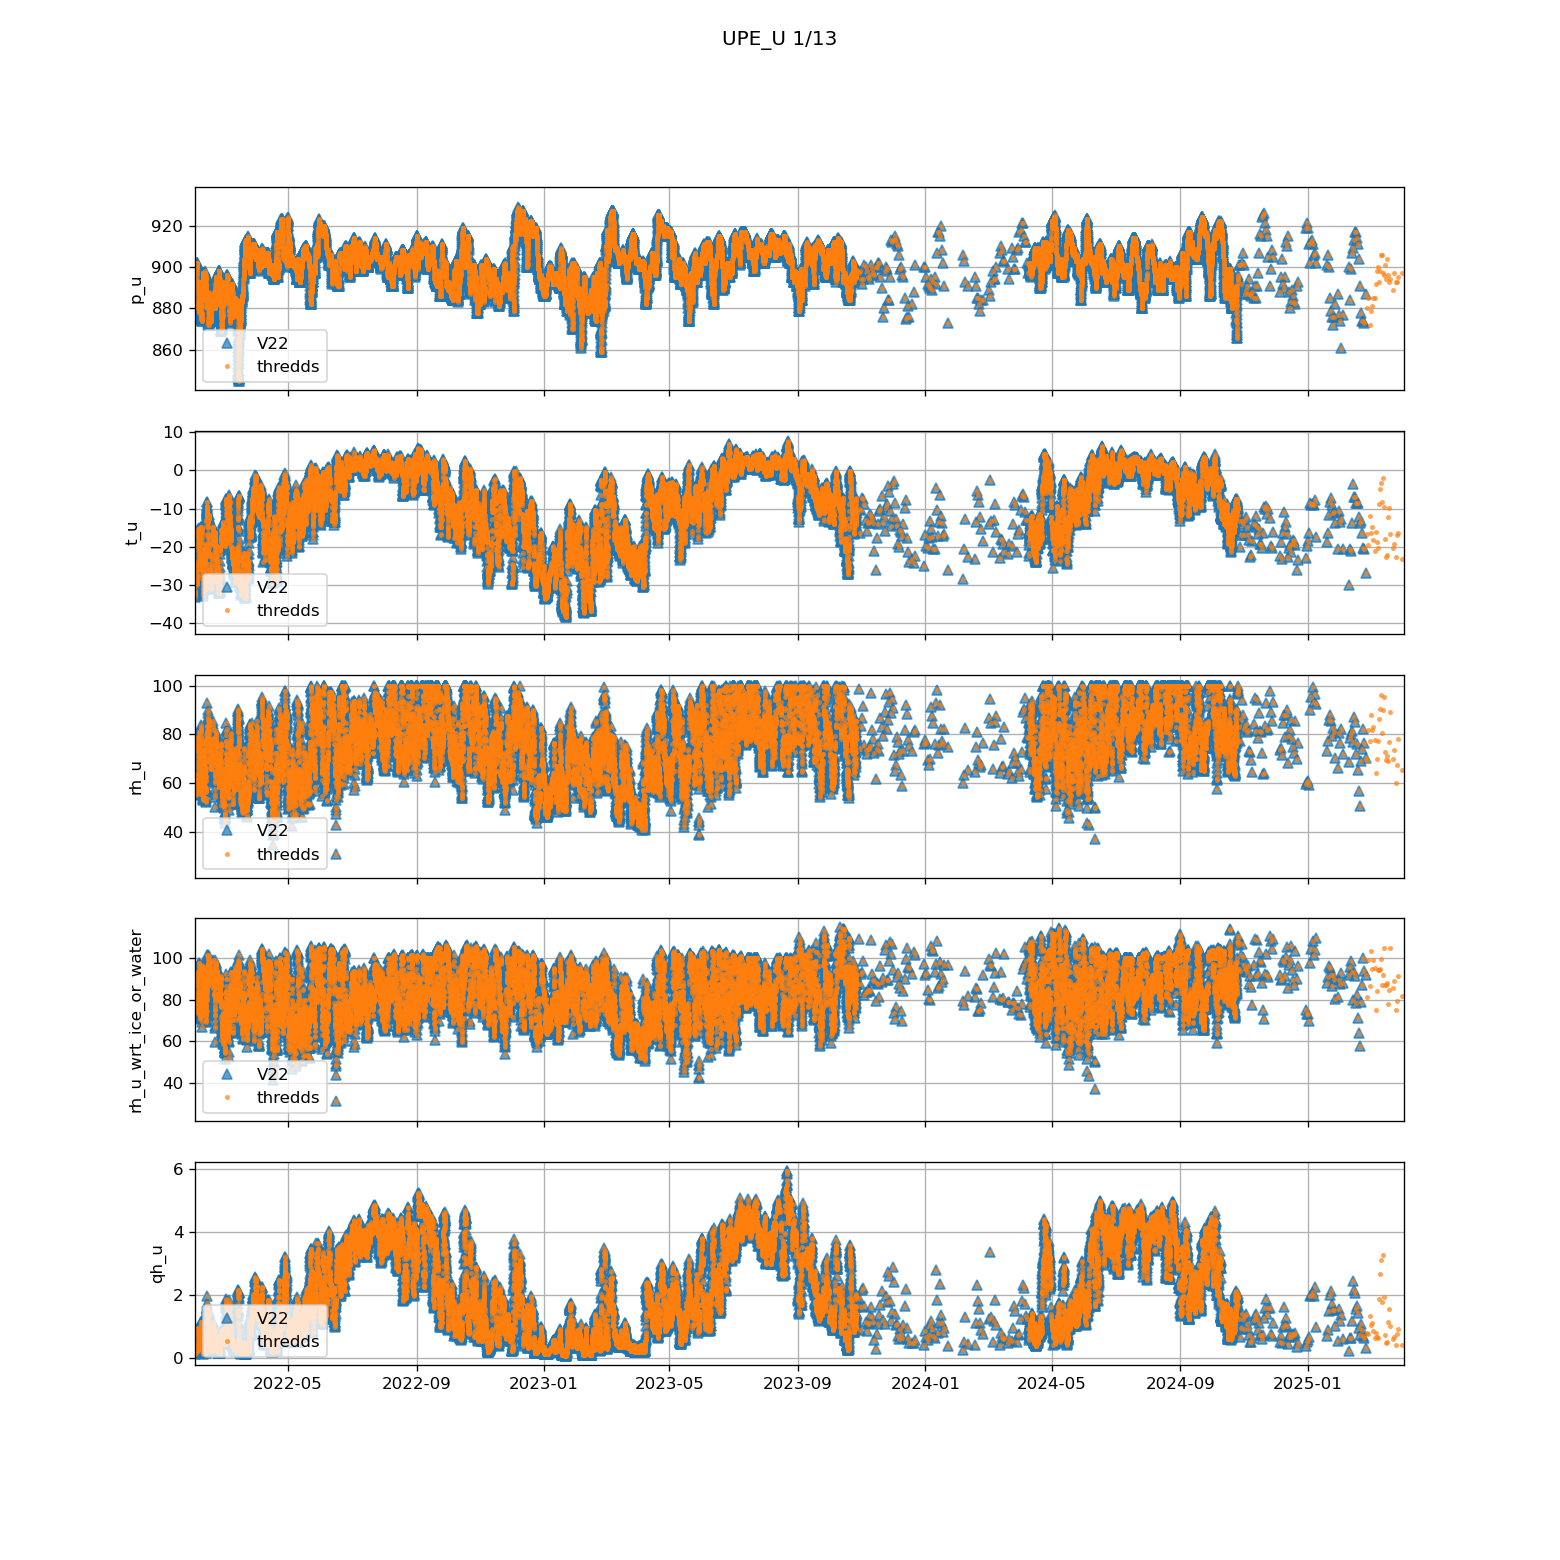 UPE_U 1/13
920
900
880
860
p_u
V22
thredds
10
0
−10
−20
−30
−40
t_u
V22
thredds
100
80
60
40
rh_u
V22
thredds
100
80
60
40
rh_u_wrt_ice_or_water
V22
thredds
6
4
2
0
qh_u
V22
thredds
2022-05 2022-09 2023-01 2023-05 2023-09 2024-01 2024-05 2024-09 2025-01